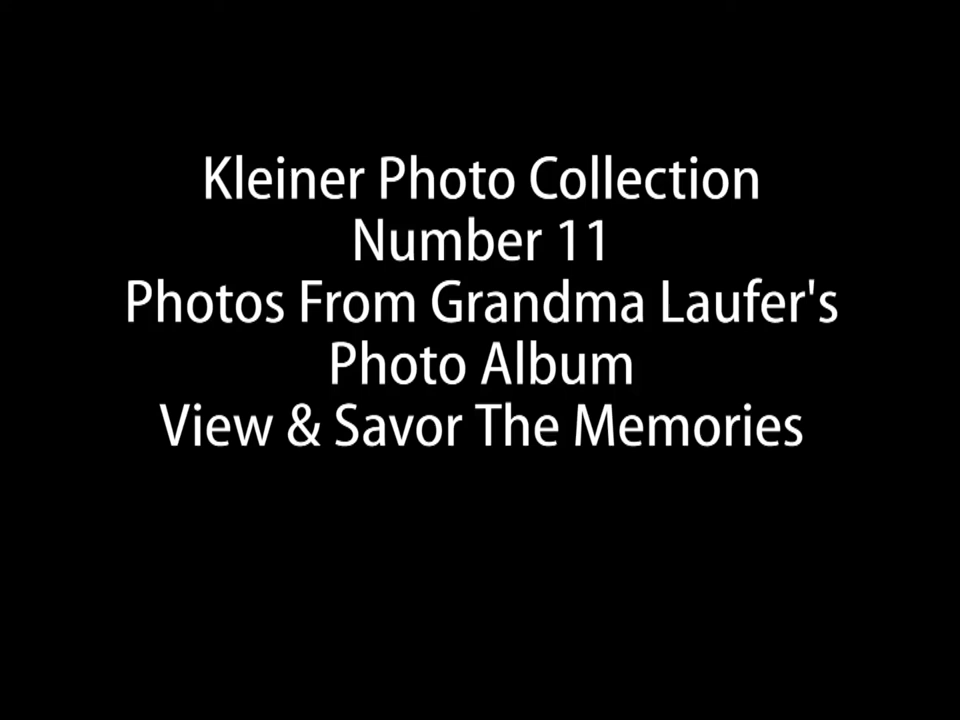 Kleiner Photo Collection
Number 11
Photos From Grandma Laufer's
Photo Album
View & Savor The Memories